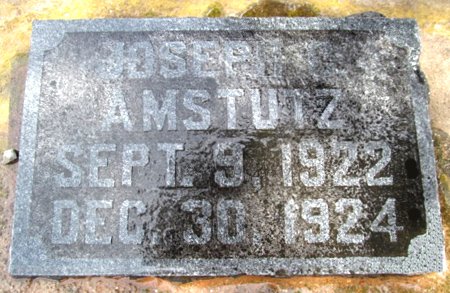 JOSEPH
AMSTUTZ
SEPT. 9, 1922
DEC. 30 1924